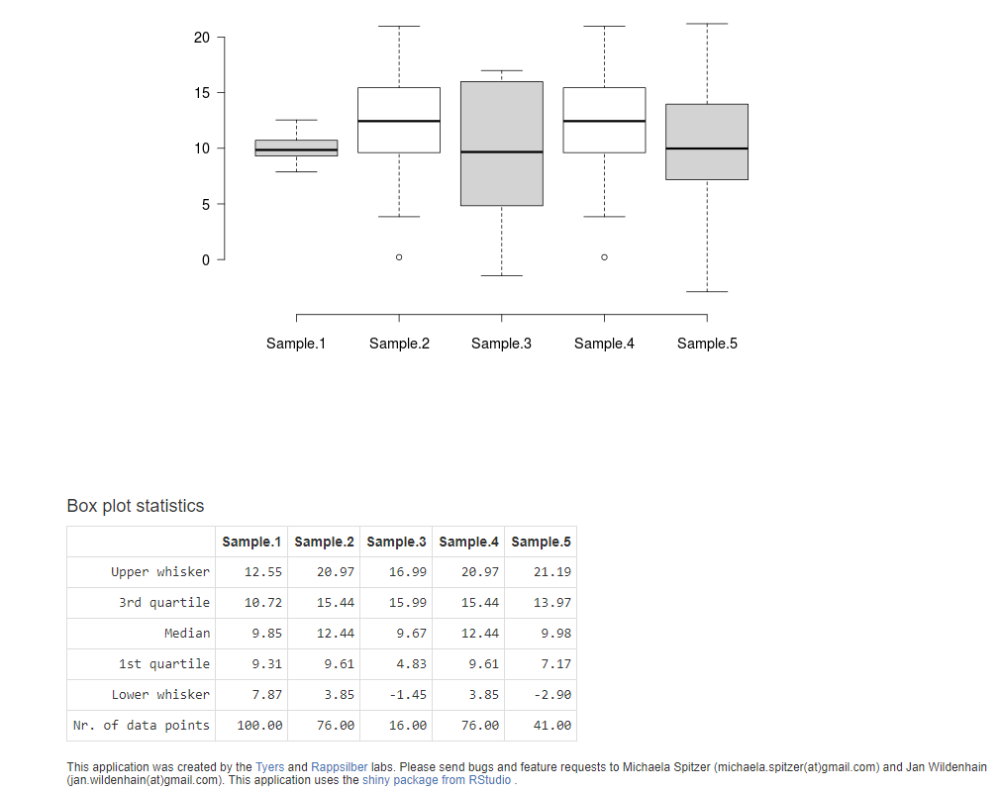 20
15
10
5
0
Sample.1 Sample.2 Sample.3 Sample.4 Sample.5
Box plot statistics
Sample.1 Sample.2 Sample.3 Sample.4 Sample.5
Upper whisker 12.55 20.97 16.99 20.97 21.19
3rd quartile 10.72 15.44 15.99 15.44 13.97
Median 9.85 12.44 9.67 12.44 9.98
1st quartile 9.31 9.61 4.83 9.61 7.17
Lower whisker 7.87 3.85 -1.45 3.85 -2.90
Nr. of data points 100.00 76.00 16.00 76.00 41.00
This application was created by the Tyers and Rappsilber labs. Please send bugs and feature requests to Michaela Spitzer (michaela.spitzer(at)gmail.com) and Jan Wildenhain
(jan.wildenhain(at)gmail.com). This application uses the shiny package from RStudio .